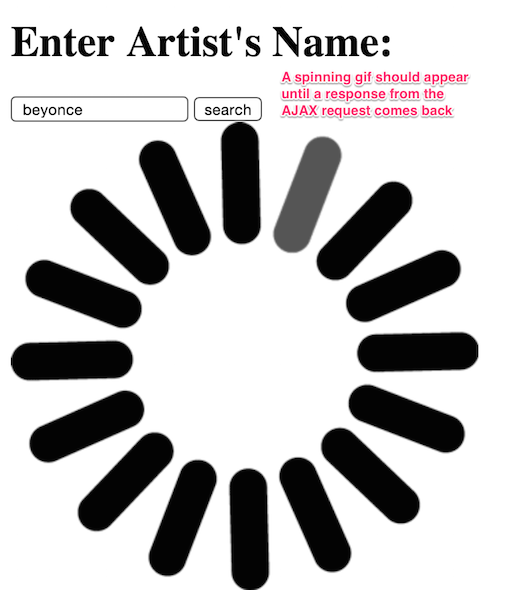 Enter Artist's Name:
A spinning gif should appear
until a response from the
AJAX request comes back
beyonce
search